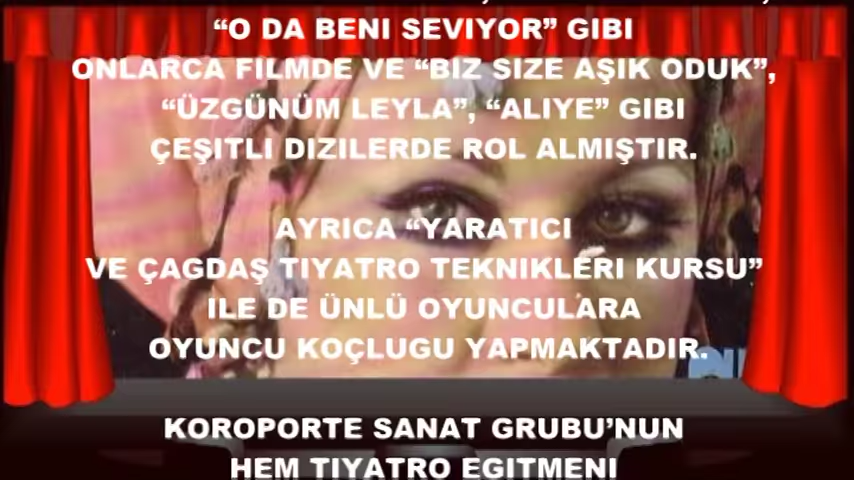 “O DA BENI SEVIYOR” GIBI
ONLARCA FILMDE VE “BIZ SIZE AŞIK ODUK”,
“ÜZGÜNÜM LEYLA”, “ALIYE” GIBI
ÇEŞITLI DIZILERDE ROL ALMIŞTIR.
AYRICA “YARATICI
VE ÇAGDAŞ TIYATRO TEKNIKLERI KURSU”
ILE DE ÜNLÜ OYUNCULARA
OYUNCU KOÇLUGU YAPMAKTADIR.
KOROPORTE SANAT GRUBU’NUN
HEM TIYATRO EGITMENI